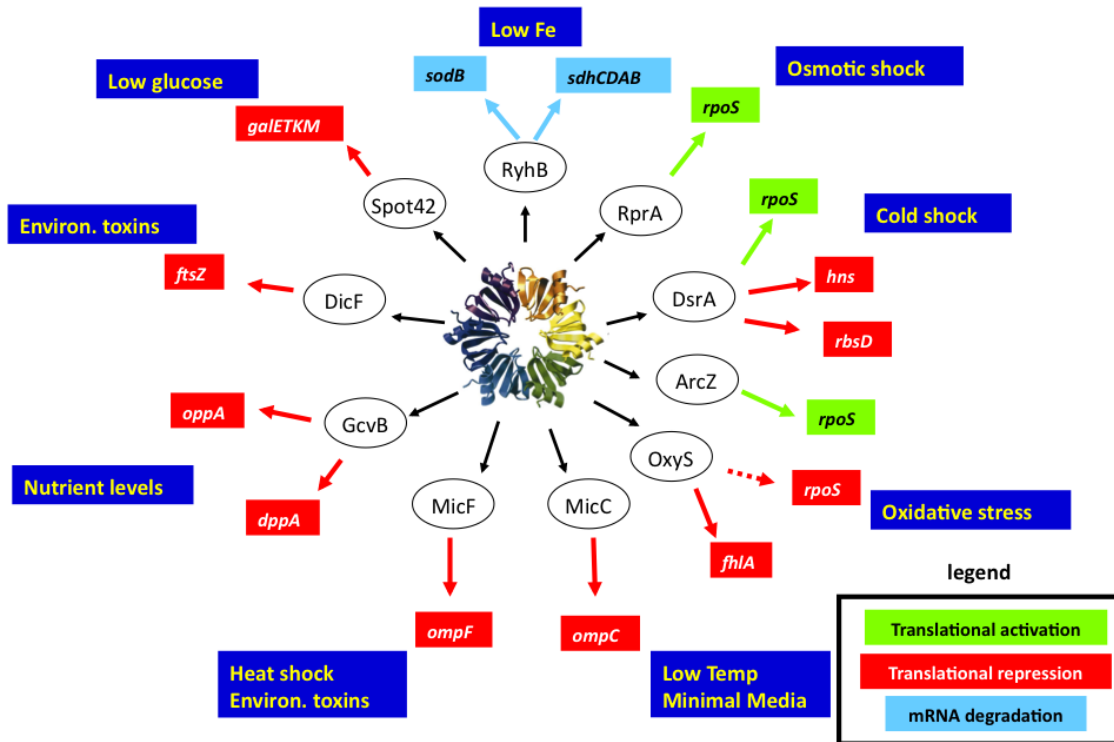 Low Fe
sodB
sdhCDAB
Osmotic shock
Low glucose
rpoS
galETKM
RyhB
Spot42
RprA
rpoS
Cold shock
Environ. toxins
ftsZ
DicF
DsrA
hns
rbsD
ArcZ
oppA
GcvB
rpoS
OxyS
Nutrient levels
dppA
MicF
MicC
rpoS
Oxidative stress
fhlA
legend
ompF
ompC
Translational activation
Heat shock
Environ. toxins
Low Temp
Minimal Media
Translational repression
mRNA degradation